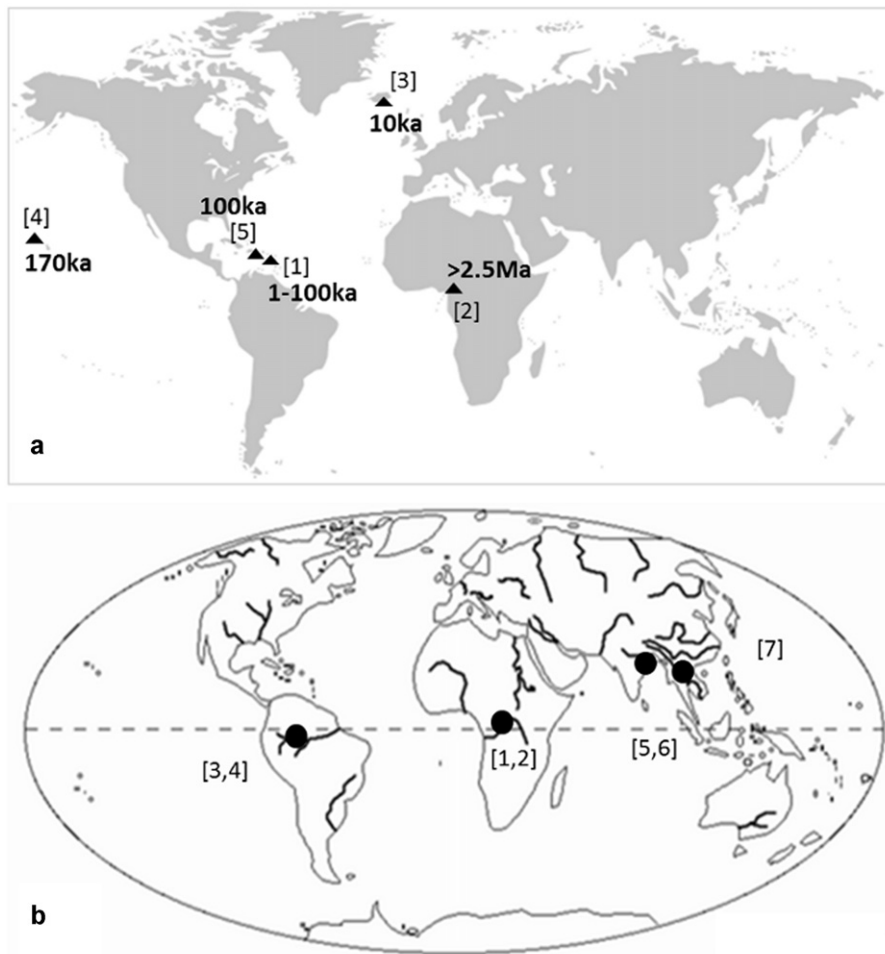 [3]
10ka
100ka
[4]
[5]
170ka
[1]
>2.5Ma
1-100ka
[2]
a
[7]
[3,4]
[1,2]
[5,6]
b